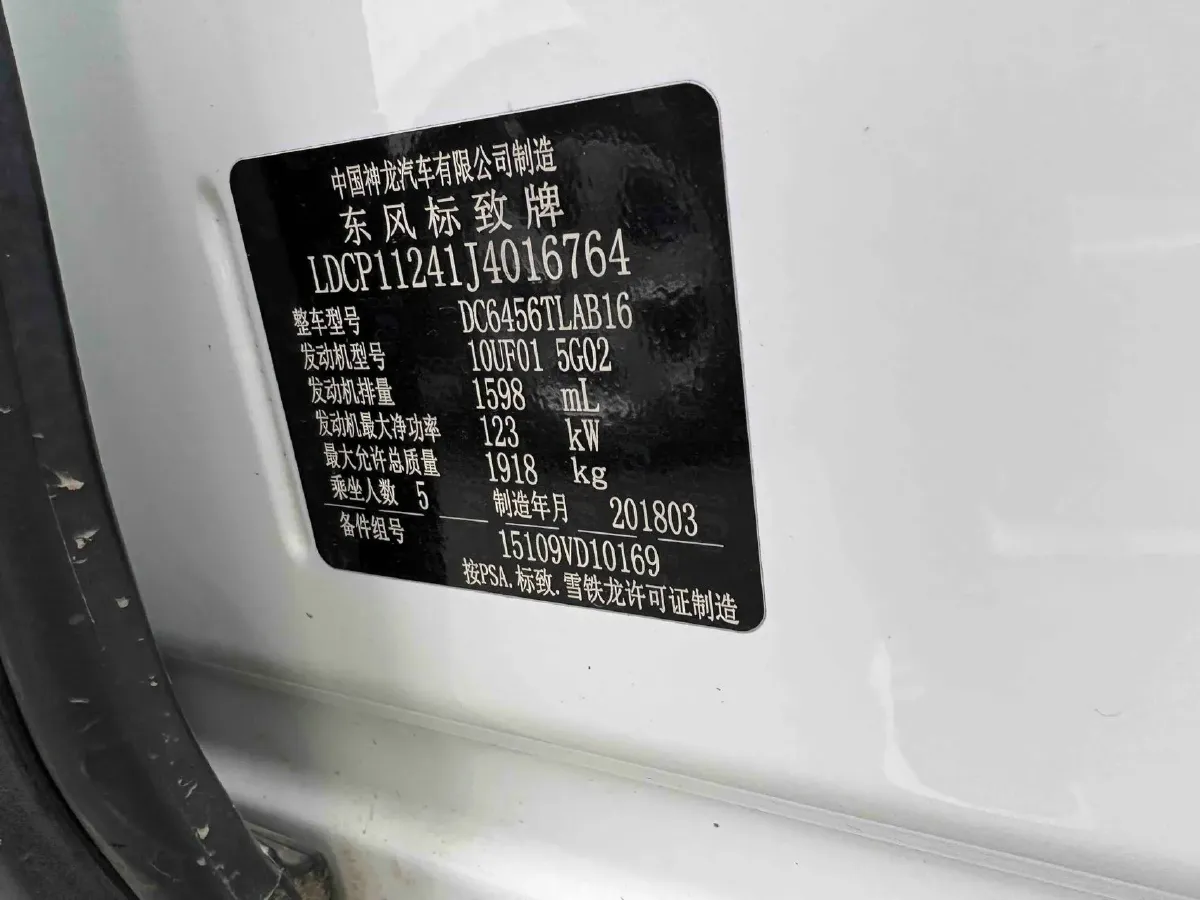 中国神龙汽车有限公司制造
东风标致牌
LDCP11241J4016764
整车型号 DC6456TLAB16
发动机型号 10UF01 5G02
发动机排量 1598 mL
发动机最大净功率 123 kW
最大允许总质量 1918 kg
乘坐人数 5 制造年月 201803
备件组号 15109VD10169
按PSA.标致.雪铁龙许可证制造